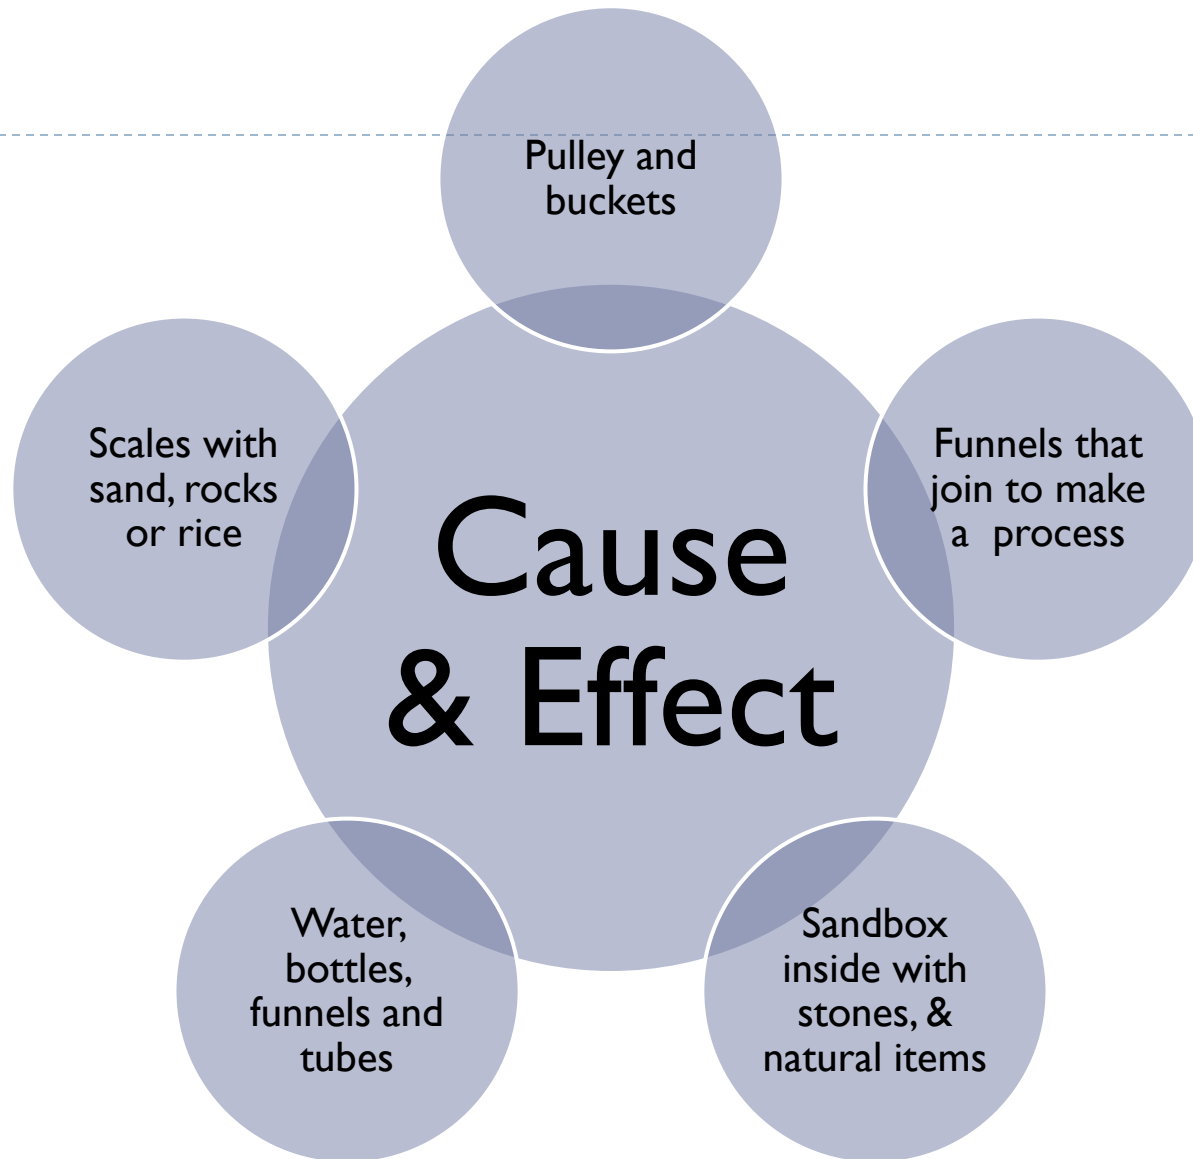 Pulley and
buckets
Scales with
sand, rocks
or rice
Funnels that
join to make
a process
Cause
& Effect
Water,
bottles,
funnels and
tubes
Sandbox
inside with
stones, &
natural items